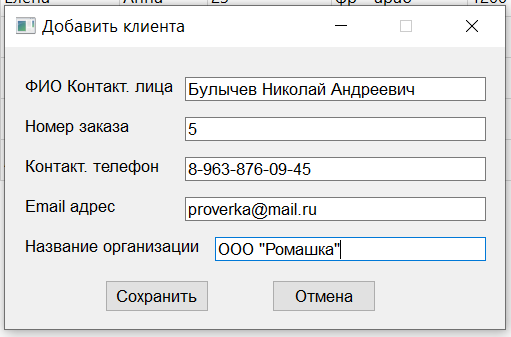 Добавить клиента
ФИО Контакт. лица Булычев Николай Андреевич
Номер заказа 5
Контакт. телефон 8-963-876-09-45
Email адрес proverka@mail.ru
Название организации ООО "Ромашка"
Сохранить Отмена